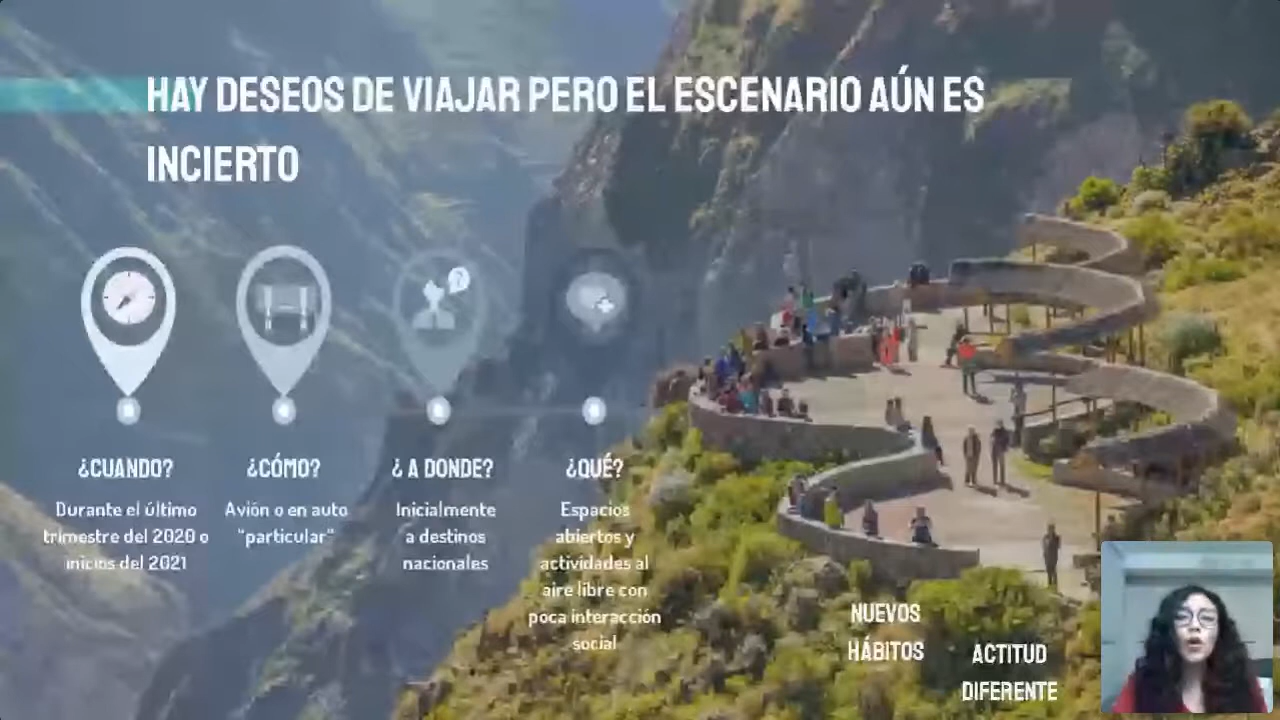 HAY DESEOS DE VIAJAR PERO EL ESCENARIO AÚN ES
INCIERTO
?
¿CUANDO?
Durante el último
trimestre del 2020 o
inicios del 2021
¿CÓMO?
Avión o en auto
"particular"
¿A DONDE?
Inicialmente
a destinos
nacionales
¿QUÉ?
Espacios
abiertos y
actividades al
aire libre con
poca interacción
social
NUEVOS
HÁBITOS
ACTITUD
DIFERENTE